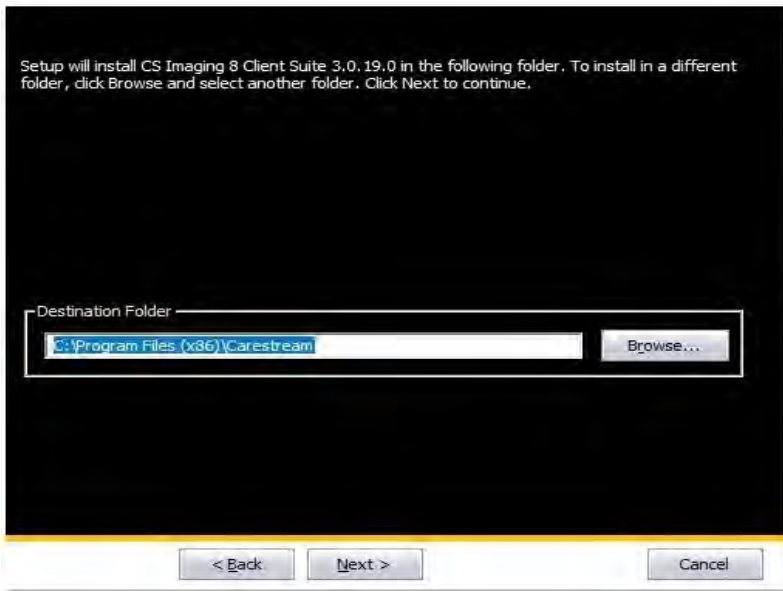 Setup will install CS Imaging 8 Client Suite 3.0.19.0 in the following folder. To install in a different
folder, click Browse and select another folder. Click Next to continue.
Destination Folder
C:\Program Files (x86)\Carestream
Browse...
< Back
Next >
Cancel